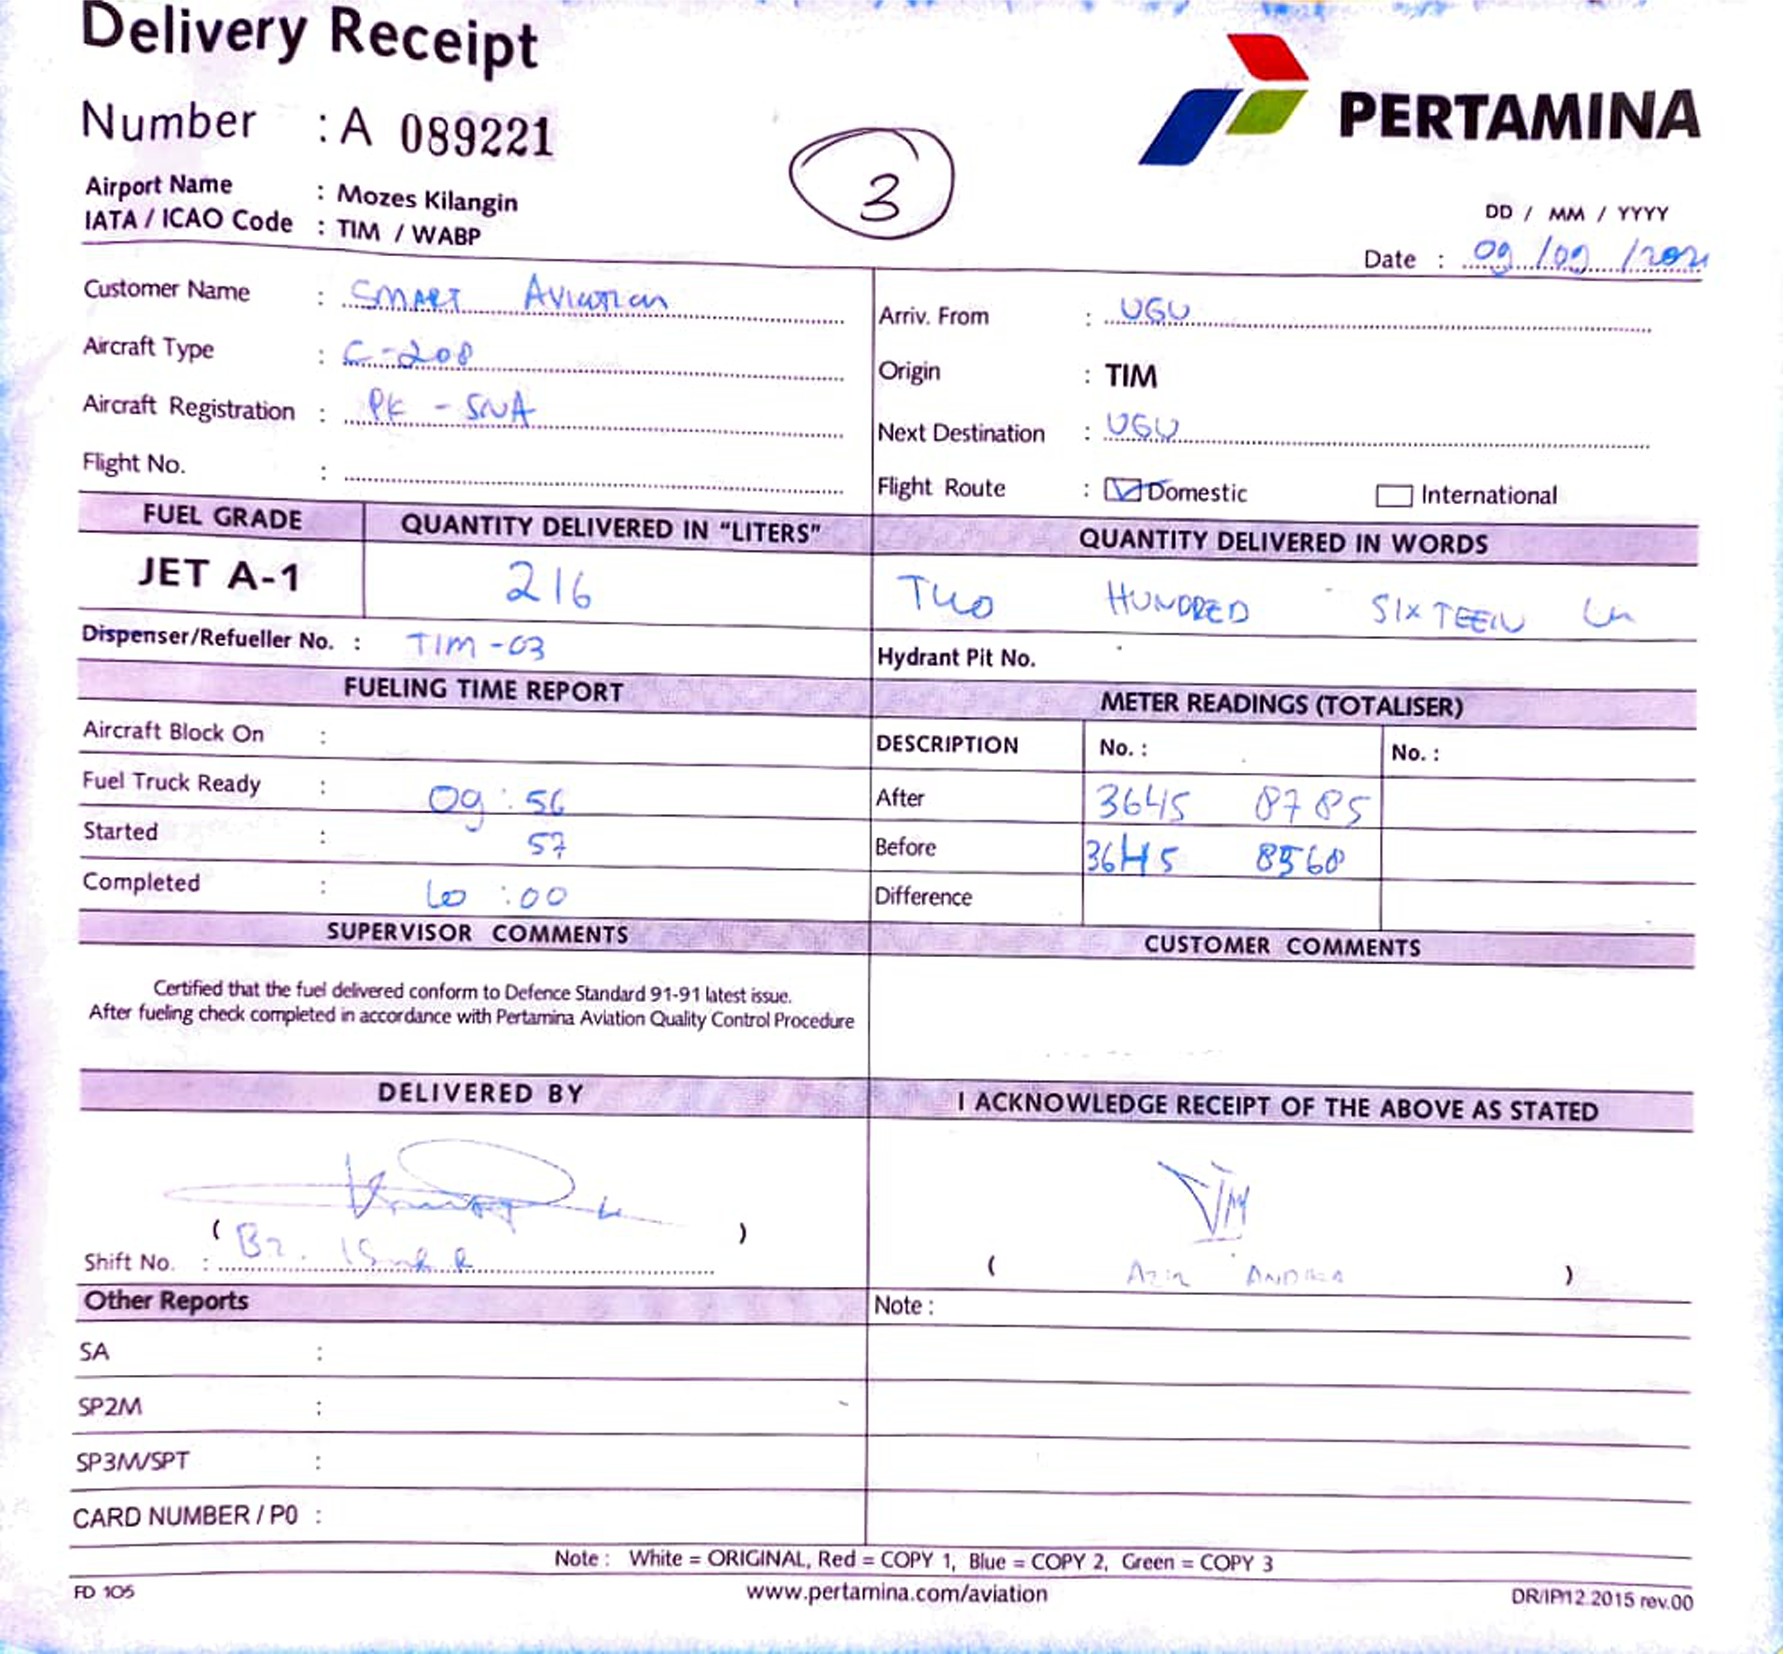 Delivery Receipt
PERTAMINA
Number : A 089221
3
Airport Name : Mozes Kilangin
IATA / ICAO Code : TIM / WABP
DD / MM / YYYY
Date : 09/09/2021
Customer Name : SMART Aviation
Arriv. From : UGU
Aircraft Type : C-208
Origin : TIM
Aircraft Registration : PK - SNA
Next Destination : UGU
Flight No. :
Flight Route : Domestic International
FUEL GRADE QUANTITY DELIVERED IN "LITERS" QUANTITY DELIVERED IN WORDS
JET A-1 216 TWO HUNDRED SIXTEEN
Dispenser/Refueller No. : TIM-03 Hydrant Pit No.
FUELING TIME REPORT METER READINGS (TOTALISER)
Aircraft Block On : DESCRIPTION No. : No. :
Fuel Truck Ready : 09:56 After 3645 8785
Started : 57 Before 3645
Completed : 10:00 Difference
SUPERVISOR COMMENTS CUSTOMER COMMENTS
Certified that the fuel delivered conform to Defence Standard 91-91 latest issue.
After fueling check completed in accordance with Pertamina Aviation Quality Control Procedure
DELIVERED BY I ACKNOWLEDGE RECEIPT OF THE ABOVE AS STATED
( )
Shift No. :
( ANDIKA )
Other Reports Note :
SA :
SP2M :
SP3M/SPT :
CARD NUMBER / PO :
Note : White = ORIGINAL, Red = COPY 1, Blue = COPY 2, Green = COPY 3
FD 105 www.pertamina.com/aviation DR/IP/12.2015 rev.00